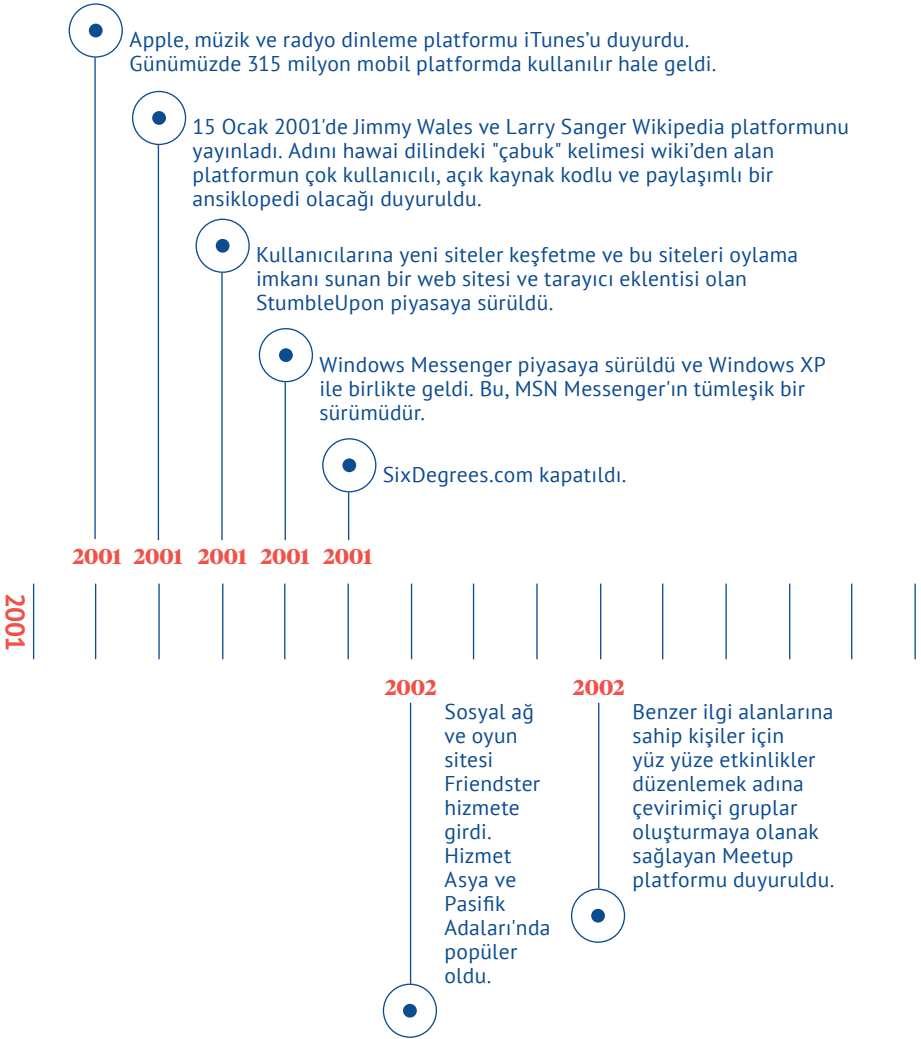 Apple, müzik ve radyo dinleme platformu iTunes’u duyurdu.
Günümüzde 315 milyon mobil platformda kullanılır hale geldi.
15 Ocak 2001'de Jimmy Wales ve Larry Sanger Wikipedia platformunu
yayınladı. Adını hawai dilindeki "çabuk" kelimesi wiki’den alan
platformun çok kullanıcılı, açık kaynak kodlu ve paylaşımlı bir
ansiklopedi olacağı duyuruldu.
Kullanıcılarına yeni siteler keşfetme ve bu siteleri oylama
imkanı sunan bir web sitesi ve tarayıcı eklentisi olan
StumbleUpon piyasaya sürüldü.
Windows Messenger piyasaya sürüldü ve Windows XP
ile birlikte geldi. Bu, MSN Messenger'ın tümleşik bir
sürümüdür.
SixDegrees.com kapatıldı.
2001 2001 2001 2001 2001
2001
2002
Sosyal ağ
ve oyun
sitesi
Friendster
hizmete
girdi.
Hizmet
Asya ve
Pasifik
Adaları'nda
popüler
oldu.
2002
Benzer ilgi alanlarına
sahip kişiler için
yüz yüze etkinlikler
düzenlemek adına
çevirimiçi gruplar
oluşturmaya olanak
sağlayan Meetup
platformu duyuruldu.